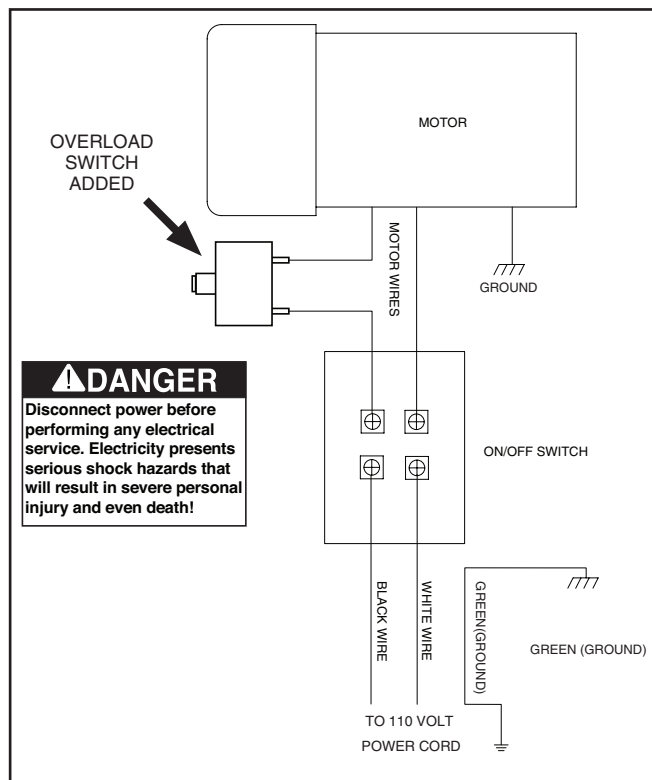 MOTOR
OVERLOAD
SWITCH
ADDED
MOTOR WIRES
GROUND
DANGER
Disconnect power before
performing any electrical
service. Electricity presents
serious shock hazards that
will result in severe personal
injury and even death!
ON/OFF SWITCH
BLACK WIRE
WHITE WIRE
GREEN(GROUND)
GREEN (GROUND)
TO 110 VOLT
POWER CORD